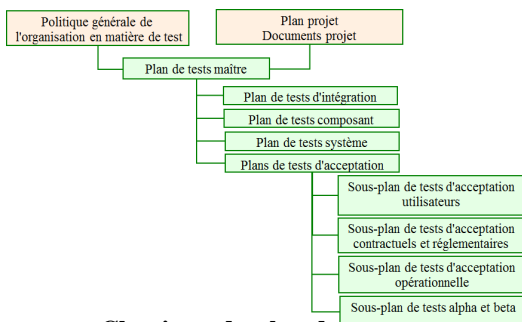 Politique générale de
l'organisation en matière de test
Plan projet
Documents projet
Plan de tests maître
Plan de tests d'intégration
Plan de tests composant
Plan de tests système
Plans de tests d'acceptation
Sous-plan de tests d'acceptation
utilisateurs
Sous-plan de tests d'acceptation
contractuels et réglementaires
Sous-plan de tests d'acceptation
opérationnelle
Sous-plan de tests alpha et beta